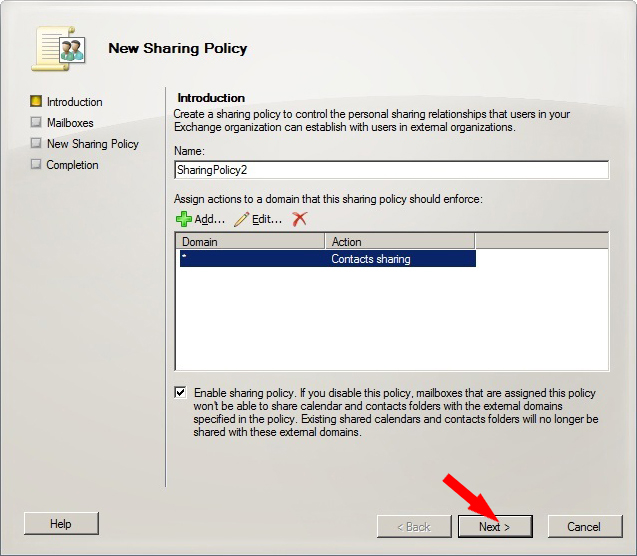 New Sharing Policy
Introduction
Mailboxes
New Sharing Policy
Completion
Introduction
Create a sharing policy to control the personal sharing relationships that users in your
Exchange organization can establish with users in external organizations.
Name:
SharingPolicy2
Assign actions to a domain that this sharing policy should enforce:
Add... Edit...
Domain Action
* Contacts sharing
Enable sharing policy. If you disable this policy, mailboxes that are assigned this policy
won't be able to share calendar and contacts folders with the external domains
specified in the policy. Existing shared calendars and contacts folders will no longer be
shared with these external domains.
Help < Back Next > Cancel